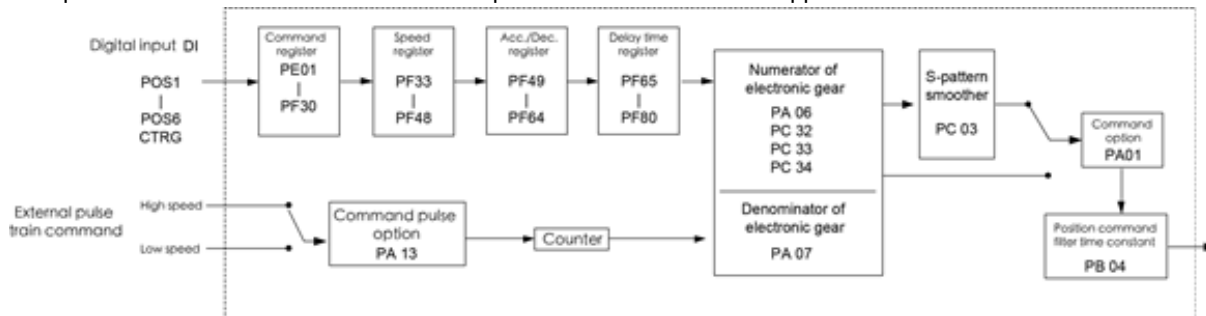 Digital input DI
POS1
|
POS6
CTRG
Command
register
PE01
|
PF30
Speed
register
PF33
|
PF48
Acc./Dec.
register
PF49
|
PF64
Delay time
register
PF65
|
PF80
Numerator of
electronic gear
PA 06
PC 32
PC 33
PC 34
Denominator of
electronic gear
PA 07
S-pattern
smoother
PC 03
Command
option
PA01
Position command
filter time constant
PB 04
External pulse
train command
High speed
Low speed
Command pulse
option
PA 13
Counter